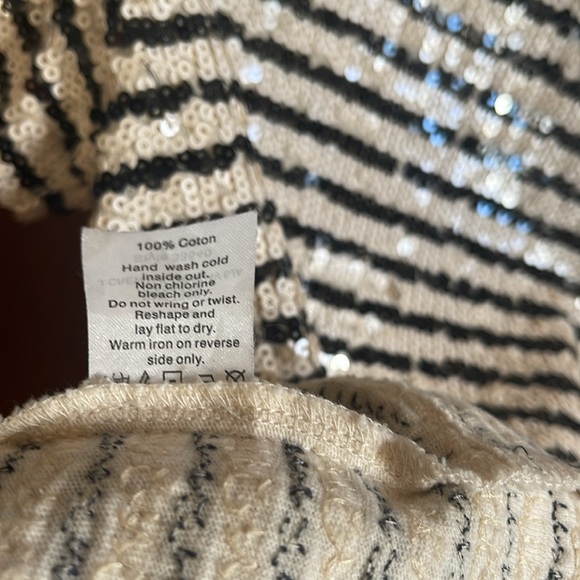 100% Coton
Hand wash cold
inside out.
Non chlorine
bleach only.
Do not wring or twist.
Reshape and
lay flat to dry.
Warm iron on reverse
side only.